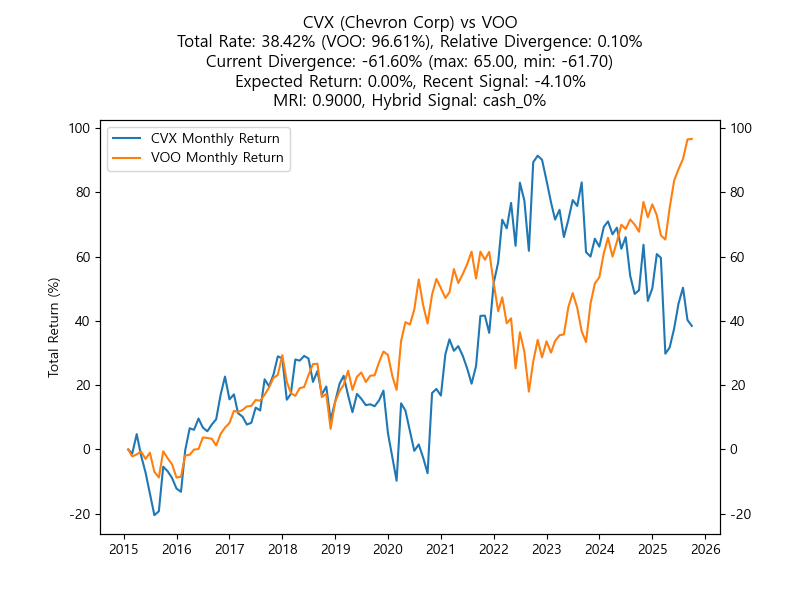 CVX (Chevron Corp) vs VOO
Total Rate: 38.42% (VOO: 96.61%), Relative Divergence: 0.10%
Current Divergence: -61.60% (max: 65.00, min: -61.70)
Expected Return: 0.00%, Recent Signal: -4.10%
MRI: 0.9000, Hybrid Signal: cash_0%
CVX Monthly Return
VOO Monthly Return
Total Return (%)
100
80
60
40
20
0
-20
100
80
60
40
20
0
-20
2015 2016 2017 2018 2019 2020 2021 2022 2023 2024 2025 2026